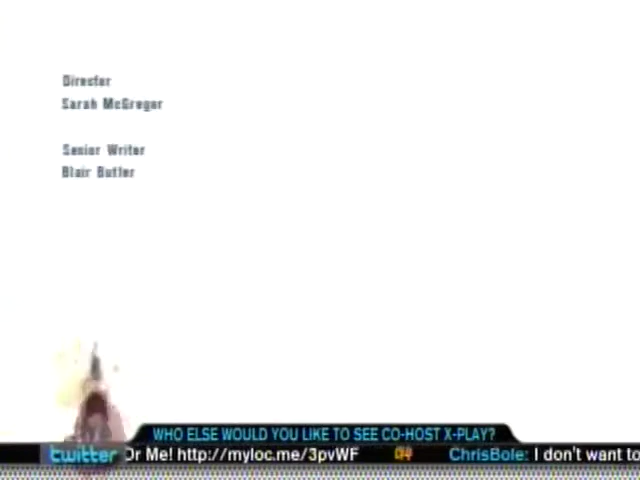 Director
Sarah McGregor
Senior Writer
Blair Butler
WHO ELSE WOULD YOU LIKE TO SEE CO-HOST X-PLAY?
twitter Or Me! http://myloc.me/3pvWF G4 ChrisBole: I don't want to